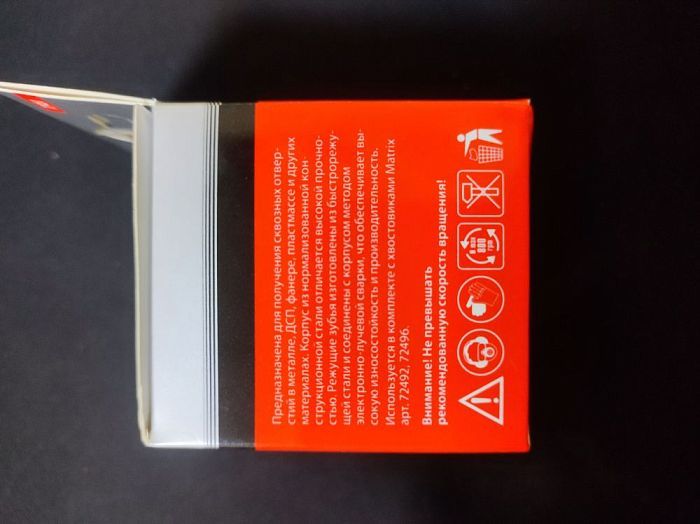 Предназначена для получения сквозных отвер-
стий в металле, ДСП, фанере, пластмассе и других
материалах. Корпус из нормализованной кон
струкционной стали отличается высокой прочно-
стью. Режущие зубья изготовлены из быстрорежу-
щей стали и соединены с корпусом методом
электронно лучевой сварки, что обеспечивает вы-
сокую износостойкость и производительность.
Используется в комплекте с хвостовиками Matrix
арт. 72492, 72496.
Внимание! Не превышать
рекомендованную скорость вращения!
800